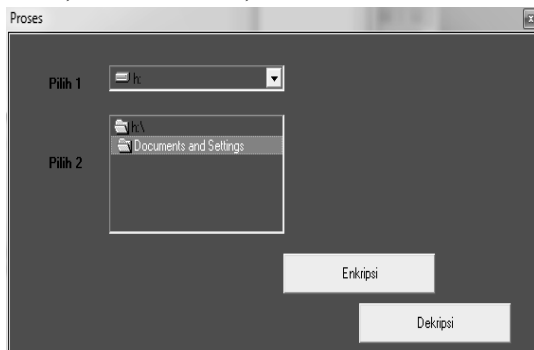 Proses
Pilih 1
h:
h:\
Documents and Settings
Pilih 2
Enkripsi
Dekripsi